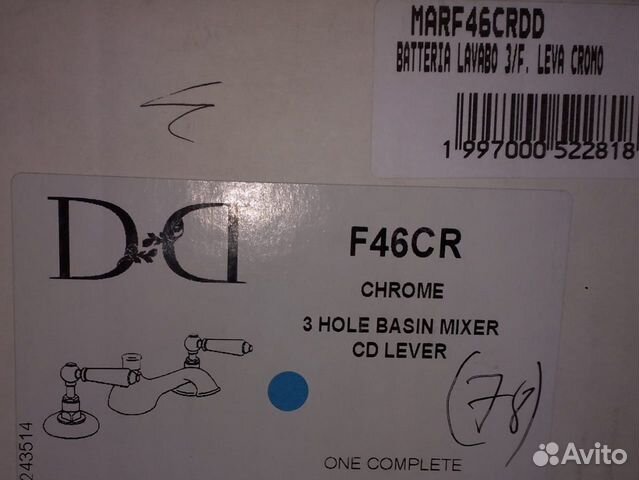 MARF46CRDD
BATTERIA LAVABO 3/F. LEVA CROMO
1 997000 522818
F46CR
CHROME
3 HOLE BASIN MIXER
CD LEVER
(78)
ONE COMPLETE
243514
Avito